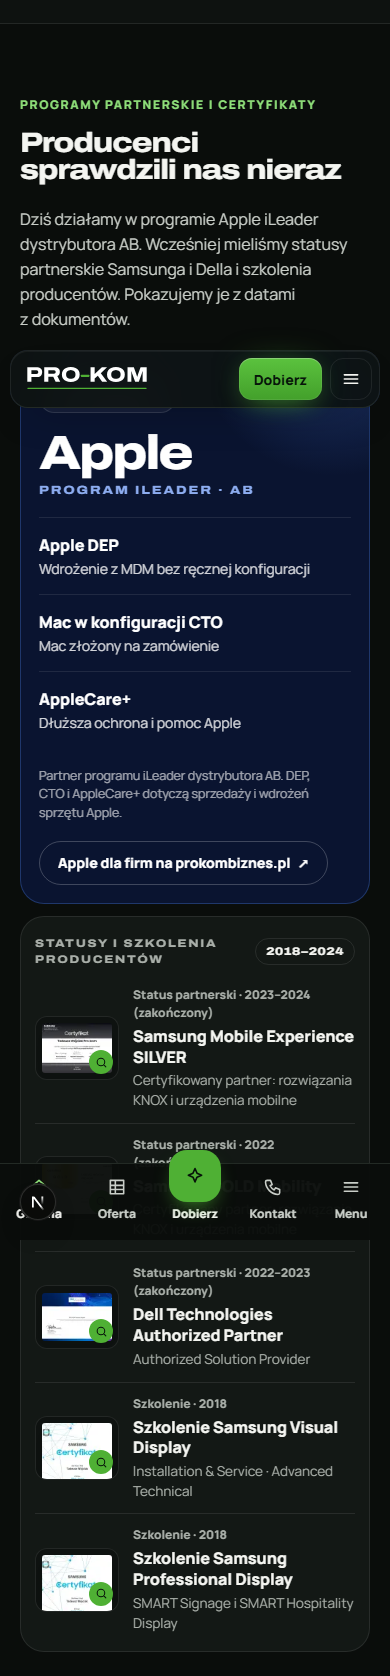 PROGRAMY PARTNERSKIE I CERTYFIKATY
Producenci
sprawdzili nas nieraz
Dziś działamy w programie Apple iLeader
dystrybutora AB. Wcześniej mieliśmy statusy
partnerskie Samsunga i Della i szkolenia
producentów. Pokazujemy je z datami
z dokumentów.
PRO-KOM
Dobierz
Apple
PROGRAM ILEADER · AB
Apple DEP
Wdrożenie z MDM bez ręcznej konfiguracji
Mac w konfiguracji CTO
Mac złożony na zamówienie
AppleCare+
Dłuższa ochrona i pomoc Apple
Partner programu iLeader dystrybutora AB. DEP,
CTO i AppleCare+ dotyczą sprzedaży i wdrożeń
sprzętu Apple.
Apple dla firm na prokombiznes.pl ↗
STATUSY I SZKOLENIA
PRODUCENTÓW
2018–2024
Status partnerski · 2023–2024
(zakończony)
Certyfikat
Samsung Mobile Experience
SILVER
Certyfikowany partner: rozwiązania
KNOX i urządzenia mobilne
Status partnerski · 2022
N
Oferta
Dobierz
Kontakt
Menu
Status partnerski · 2022–2023
(zakończony)
Dell Technologies
Authorized Partner
Authorized Solution Provider
Szkolenie · 2018
Certyfikat
Szkolenie Samsung Visual
Display
Installation & Service · Advanced
Technical
Szkolenie · 2018
Certyfikat
Szkolenie Samsung
Professional Display
SMART Signage i SMART Hospitality
Display